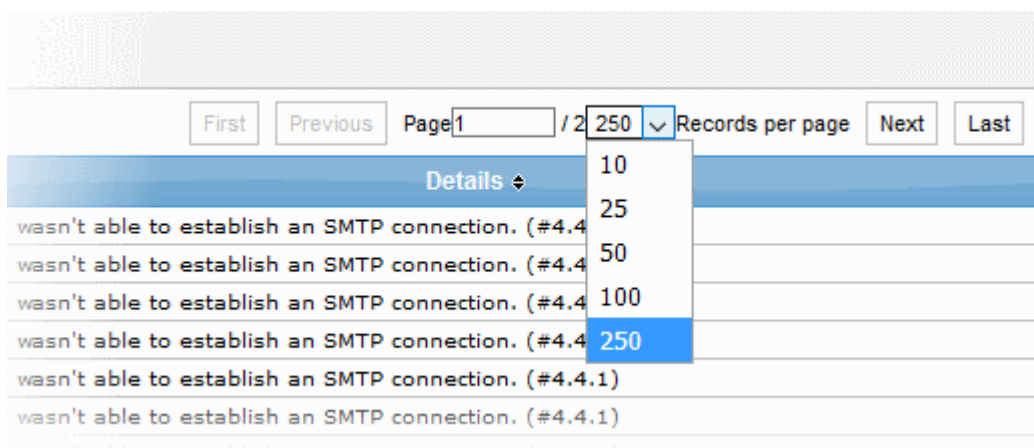 First Previous Page 1 / 2 250 Records per page Next Last
Details
10
25
50
100
250
wasn't able to establish an SMTP connection. (#4.4
wasn't able to establish an SMTP connection. (#4.4
wasn't able to establish an SMTP connection. (#4.4
wasn't able to establish an SMTP connection. (#4.4
wasn't able to establish an SMTP connection. (#4.4.1)
wasn't able to establish an SMTP connection. (#4.4.1)